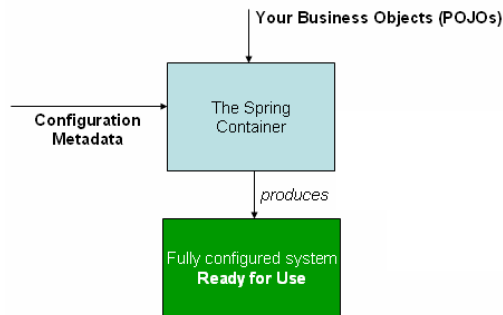 Your Business Objects (POJOs)
The Spring
Container
Configuration
Metadata
produces
Fully configured system
Ready for Use